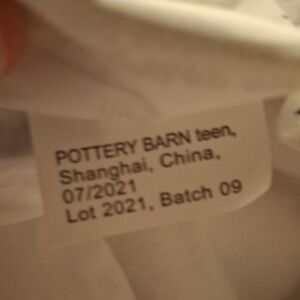 POTTERY BARN teen,
Shanghai, China,
07/2021
Lot 2021, Batch 09